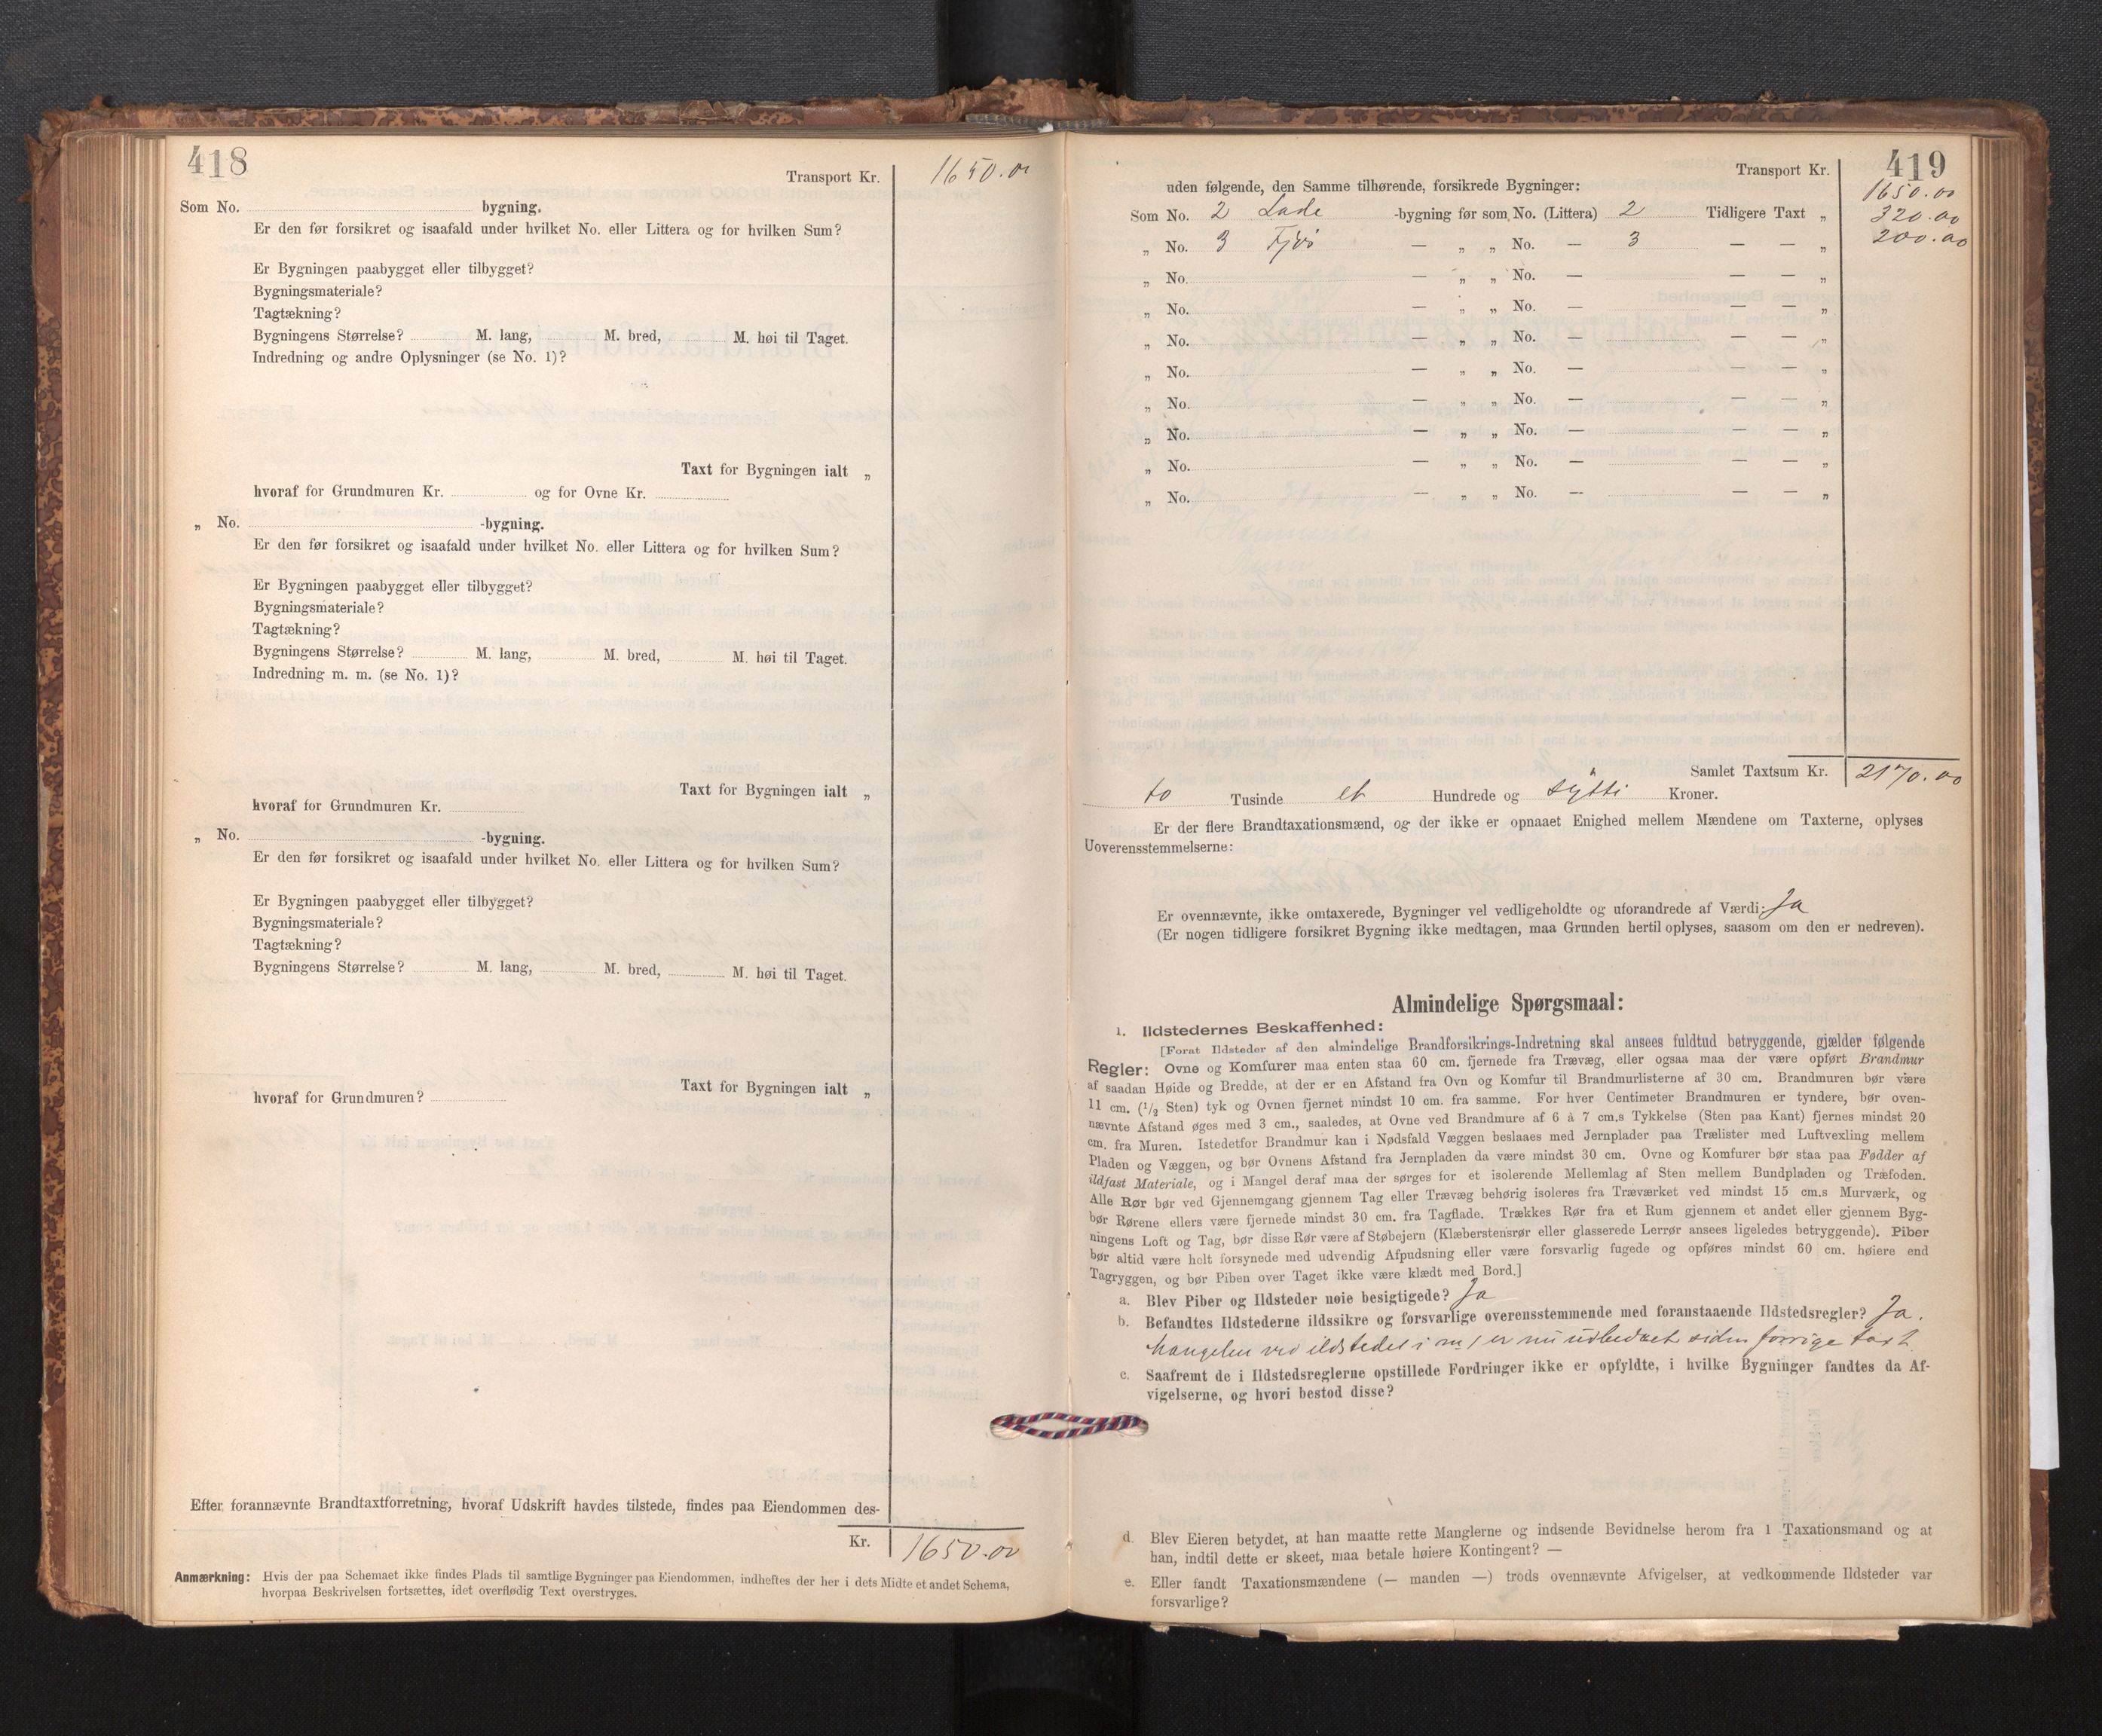 418
Transport Kr. 1650.00
Som No. bygning.
Er den før forsikret og isaafald under hvilket No. eller Littera og for hvilken Sum?
Er Bygningen paabygget eller tilbygget?
Bygningsmateriale?
Tagtækning?
Bygningens Størrelse? M. lang, M. bred, M. høi til Taget.
Indredning og andre Oplysninger (se No. 1)?
Taxt for Bygningen ialt „
hvoraf for Grundmuren Kr. og for Ovne Kr.
„ No. -bygning.
Er den før forsikret og isaafald under hvilket No. eller Littera og for hvilken Sum?
Er Bygningen paabygget eller tilbygget?
Bygningsmateriale?
Tagtækning?
Bygningens Størrelse? M. lang, M. bred, M. høi til Taget.
Indredning m. m. (se No. 1)?
Taxt for Bygningen ialt „
hvoraf for Grundmuren Kr.
„ No. -bygning.
Er den før forsikret og isaafald under hvilket No. eller Littera og for hvilken Sum?
Er Bygningen paabygget eller tilbygget?
Bygningsmateriale?
Tagtækning?
Bygningens Størrelse? M. lang, M. bred, M. høi til Taget.
Taxt for Bygningen ialt „
hvoraf for Grundmuren?
Efter forannævnte Brandtaxtforretning, hvoraf Udskrift havdes tilstede, findes paa Eiendommen des-
Kr. 1650.00
Anmærkning: Hvis der paa Schemaet ikke findes Plads til samtlige Bygninger paa Eiendommen, indheftes der her i dets Midte et andet Schema,
hvorpaa Beskrivelsen fortsættes, idet overflødig Text overstryges.
419
Transport Kr. 1650.00
uden følgende, den Samme tilhørende, forsikrede Bygninger:
Som No. 2 Lade -bygning før som No. (Littera) 2 Tidligere Taxt „ 320.00
„ No. 3 Fjøs — „ „ No. — 3 — — „ 200.00
„ No. — „ „ No. — — — „
„ No. — „ „ No. — — — „
„ No. — „ „ No. — — — „
„ No. — „ „ No. — — — „
„ No. — „ „ No. — — — „
„ No. — „ „ No. — — — „
„ No. — „ „ No. — — — „
„ No. — „ „ No. — — — „
Samlet Taxtsum Kr. 2170.00
to Tusinde et Hundrede og sytti Kroner.
Er der flere Brandtaxationsmænd, og der ikke er opnaaet Enighed mellem Mændene om Taxterne, oplyses
Uoverensstemmelserne:
Er ovennævnte, ikke omtaxerede, Bygninger vel vedligeholdte og uforandrede af Værdi: Ja
(Er nogen tidligere forsikret Bygning ikke medtagen, maa Grunden hertil oplyses, saasom om den er nedreven).
Almindelige Spørgsmaal:
1. Ildstedernes Beskaffenhed:
[Forat Ildsteder af den almindelige Brandforsikrings-Indretning skal ansees fuldtud betryggende, gjælder følgende
Regler: Ovne og Komfurer maa enten staa 60 cm. fjernede fra Trævæg, eller ogsaa maa der være opført Brandmur
af saadan Høide og Bredde, at der er en Afstand fra Ovn og Komfur til Brandmurlisterne af 30 cm. Brandmuren bør være
11 cm. (1/2 Sten) tyk og Ovnen fjernet mindst 10 cm. fra samme. For hver Centimeter Brandmuren er tyndere, bør oven-
nævnte Afstand øges med 3 cm., saaledes, at Ovne ved Brandmure af 6 à 7 cm.s Tykkelse (Sten paa Kant) fjernes mindst 20
cm. fra Muren. Istedetfor Brandmur kan i Nødsfald Væggen beslaaes med Jernplader paa Trælister med Luftvexling mellem
Pladen og Væggen, og bør Ovnens Afstand fra Jernpladen da være mindst 30 cm. Ovne og Komfurer bør staa paa Fødder af
ildfast Materiale, og i Mangel deraf maa der sørges for et isolerende Mellemlag af Sten mellem Bundpladen og Træfoden.
Alle Rør bør ved Gjennemgang gjennem Tag eller Trævæg behørig isoleres fra Træværket ved mindst 15 cm.s Murværk, og
bør Rørene ellers være fjernede mindst 30 cm. fra Tagflade. Trækkes Rør fra et Rum gjennem et andet eller gjennem Byg-
ningens Loft og Tag, bør disse Rør være af Støbejern (Klæberstensrør eller glasserede Lerrør ansees ligeledes betryggende). Piber
bør altid være helt forsynede med udvendig Afpudsning eller være forsvarlig fugede og opføres mindst 60 cm. høiere end
Tagryggen, og bør Piben over Taget ikke være klædt med Bord.]
a. Blev Piber og Ildsteder nøie besigtigede? Ja
b. Befandtes Ildstederne ildssikre og forsvarlige overensstemmende med foranstaaende Ildstedsregler? Ja.
Mangelen ved ildstedet i no 1 er nu udbedret siden forrige taxt.
c. Saafremt de i Ildstedsreglerne opstillede Fordringer ikke er opfyldte, i hvilke Bygninger fandtes da Af-
vigelserne, og hvori bestod disse?
d. Blev Eieren betydet, at han maatte rette Manglerne og indsende Bevidnelse herom fra 1 Taxationsmand og at
han, indtil dette er skeet, maa betale høiere Kontingent? —
e. Eller fandt Taxationsmændene (— manden —) trods ovennævnte Afvigelser, at vedkommende Ildsteder var
forsvarlige?